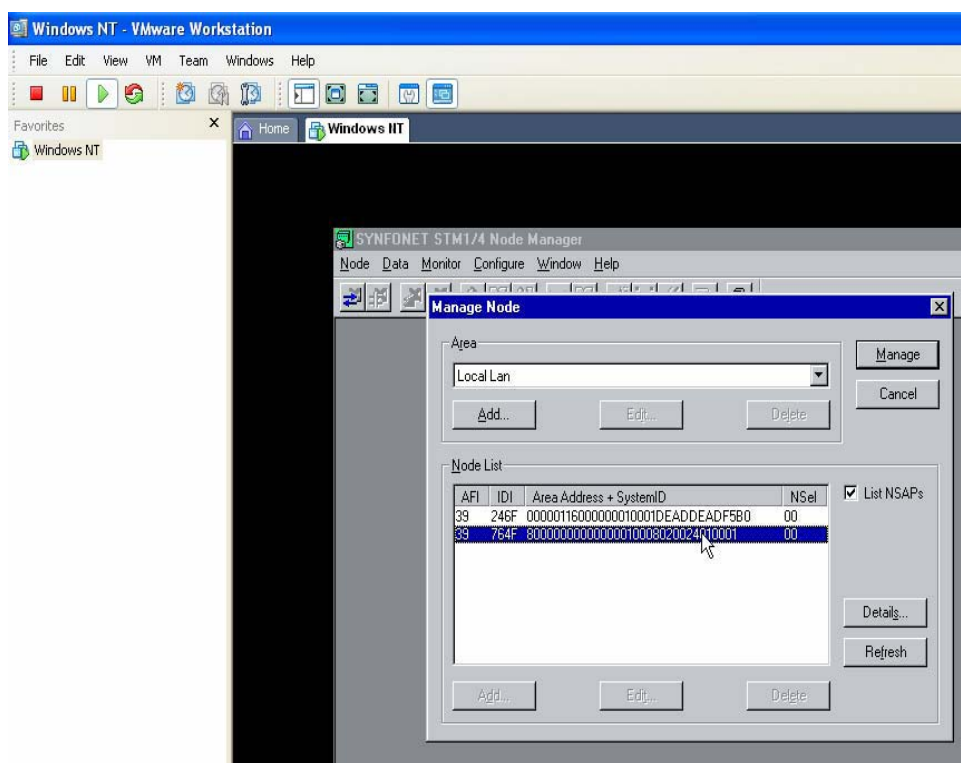 Windows NT - VMware Workstation
File Edit View VM Team Windows Help
Favorites X
Home Windows NT
Windows NT
SYNFONET STM1/4 Node Manager
Node Data Monitor Configure Window Help
Manage Node
Area
Manage
Local Lan
Cancel
Add... Edit... Delete
Node List
List NSAPs
AFI IDI Area Address + SystemID NSel
39 246F 00000116000000010001DEADDEADF5B0 00
39 764F 00
Details...
Refresh
Add... Edit... Delete